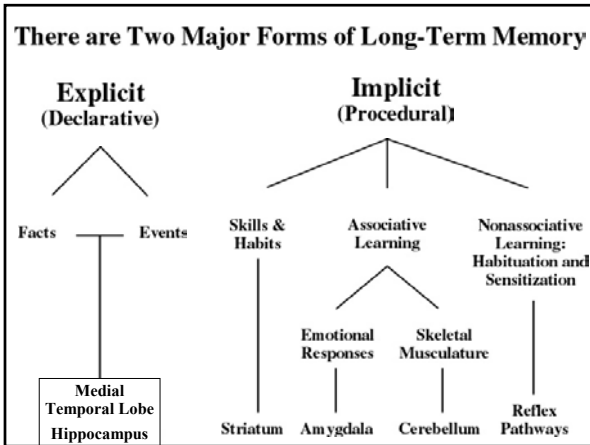 There are Two Major Forms of Long-Term Memory
Explicit
(Declarative)
Implicit
(Procedural)
Facts
Events
Skills &
Habits
Associative
Learning
Nonassociative
Learning:
Habituation and
Sensitization
Emotional
Responses
Skeletal
Musculature
Medial
Temporal Lobe
Hippocampus
Striatum
Amygdala
Cerebellum
Reflex
Pathways